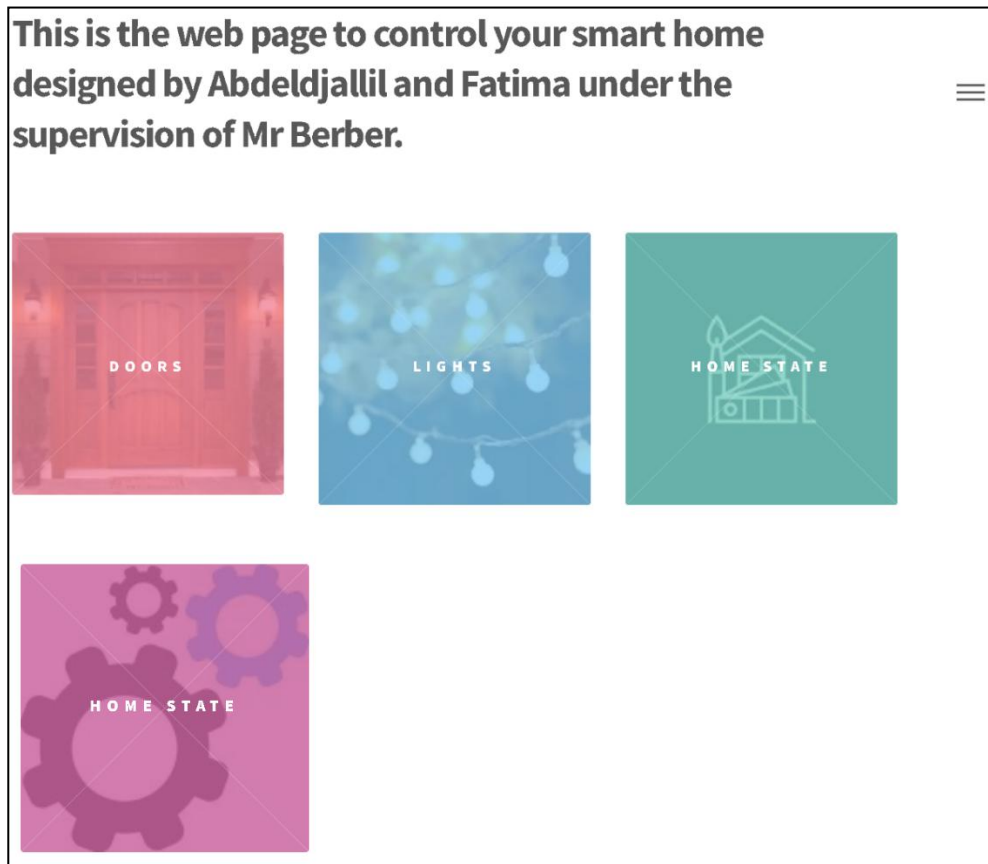 This is the web page to control your smart home
designed by Abdeldjallil and Fatima under the
supervision of Mr Berber.
DOORS
LIGHTS
HOME STATE
HOME STATE